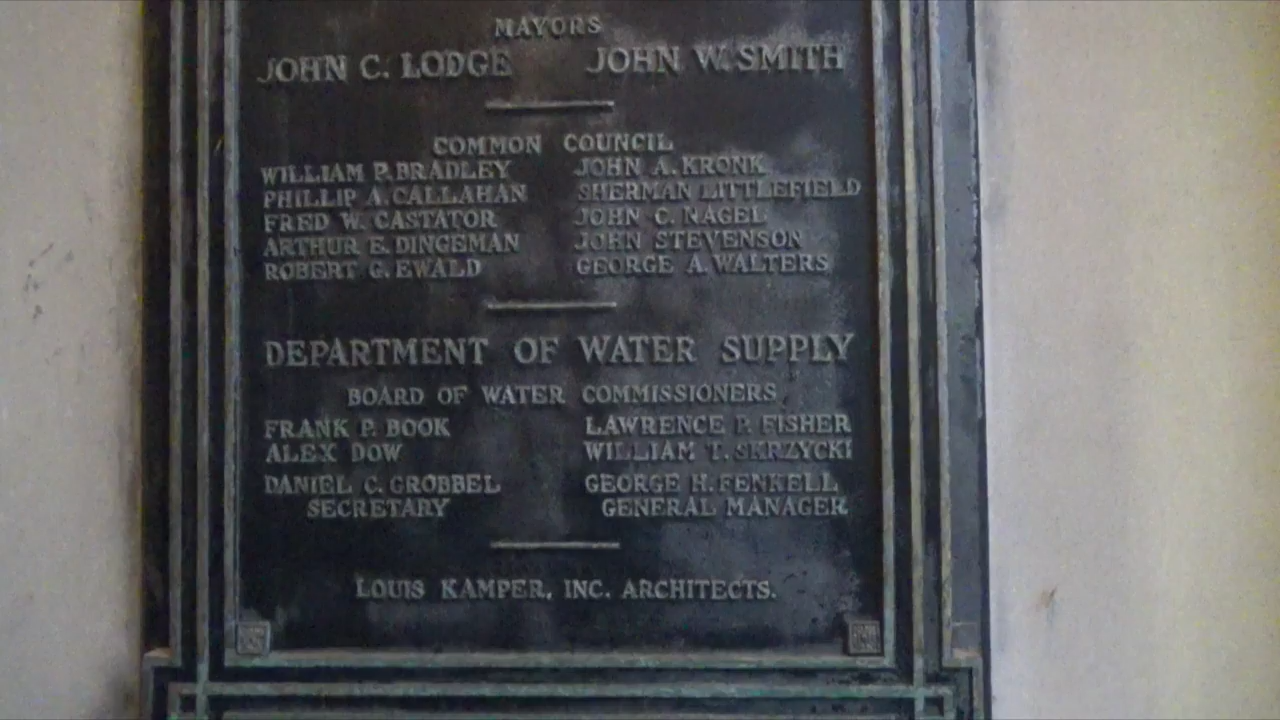 MAYORS
JOHN C. LODGE JOHN W. SMITH
COMMON COUNCIL
WILLIAM P. BRADLEY JOHN A. KRONK
PHILLIP A. CALLAHAN SHERMAN LITTLEFIELD
FRED W. CASTATOR JOHN C. NAGEL
ARTHUR E. DINGEMAN JOHN STEVENSON
ROBERT G. EWALD GEORGE A. WALTERS
DEPARTMENT OF WATER SUPPLY
BOARD OF WATER COMMISSIONERS
FRANK P. BOOK LAWRENCE P. FISHER
ALEX DOW WILLIAM T. SKRZYCKI
DANIEL C. GROBBEL GEORGE H. FENKELL
SECRETARY GENERAL MANAGER
LOUIS KAMPER, INC. ARCHITECTS.